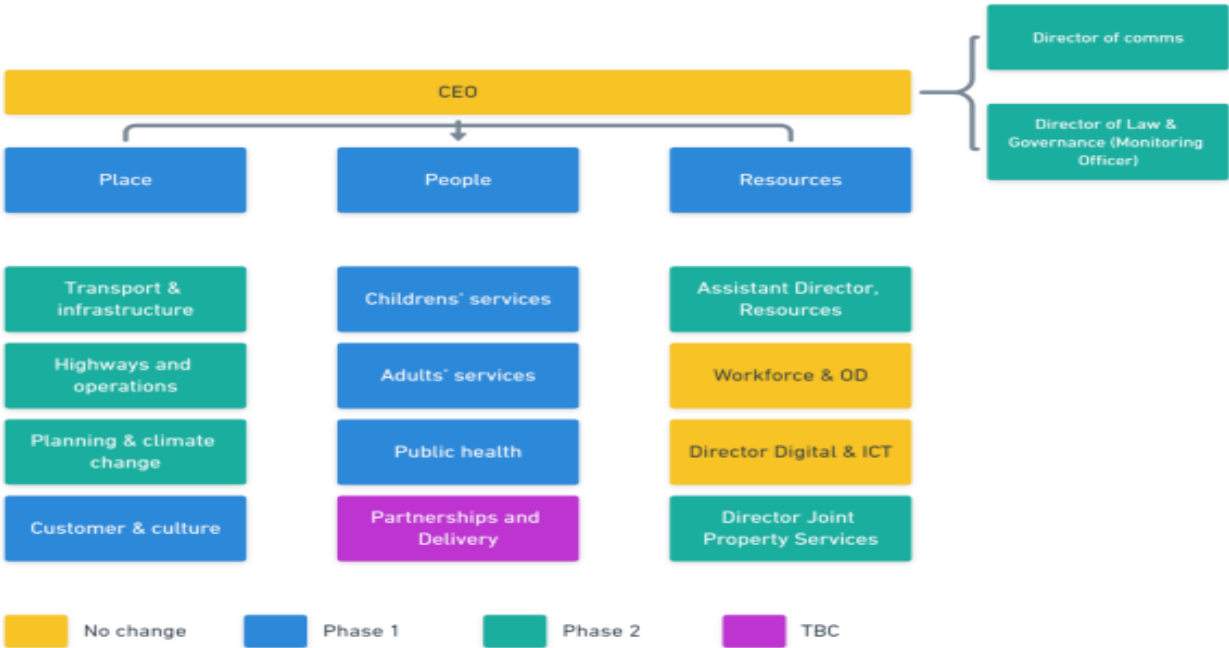 Director of comms
CEO
Director of Law &
Governance (Monitoring
Officer)
Place
People
Resources
Transport &
infrastructure
Childrens' services
Assistant Director,
Resources
Highways and
operations
Adults' services
Workforce & OD
Planning & climate
change
Public health
Director Digital & ICT
Customer & culture
Partnerships and
Delivery
Director Joint
Property Services
No change
Phase 1
Phase 2
TBC